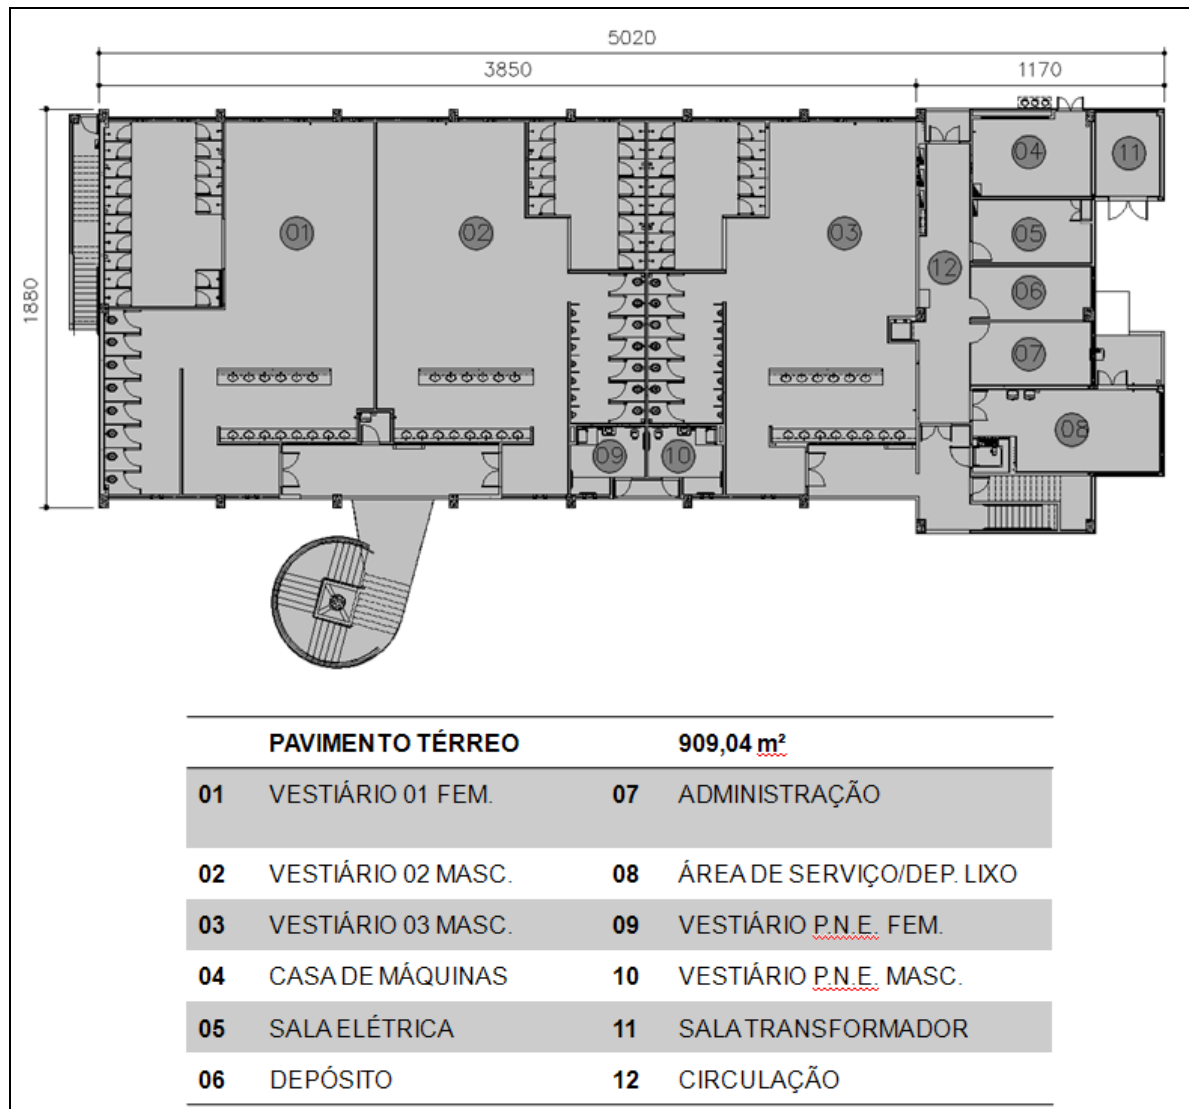 5020
3850 1170
1880
04 11
01 02 03 05
12
06
07
08
09 10
PAVIMENTO TÉRREO 909,04 m²
01 VESTIÁRIO 01 FEM. 07 ADMINISTRAÇÃO
02 VESTIÁRIO 02 MASC. 08 ÁREA DE SERVIÇO/DEP. LIXO
03 VESTIÁRIO 03 MASC. 09 VESTIÁRIO P.N.E. FEM.
04 CASA DE MÁQUINAS 10 VESTIÁRIO P.N.E. MASC.
05 SALA ELÉTRICA 11 SALA TRANSFORMADOR
06 DEPÓSITO 12 CIRCULAÇÃO